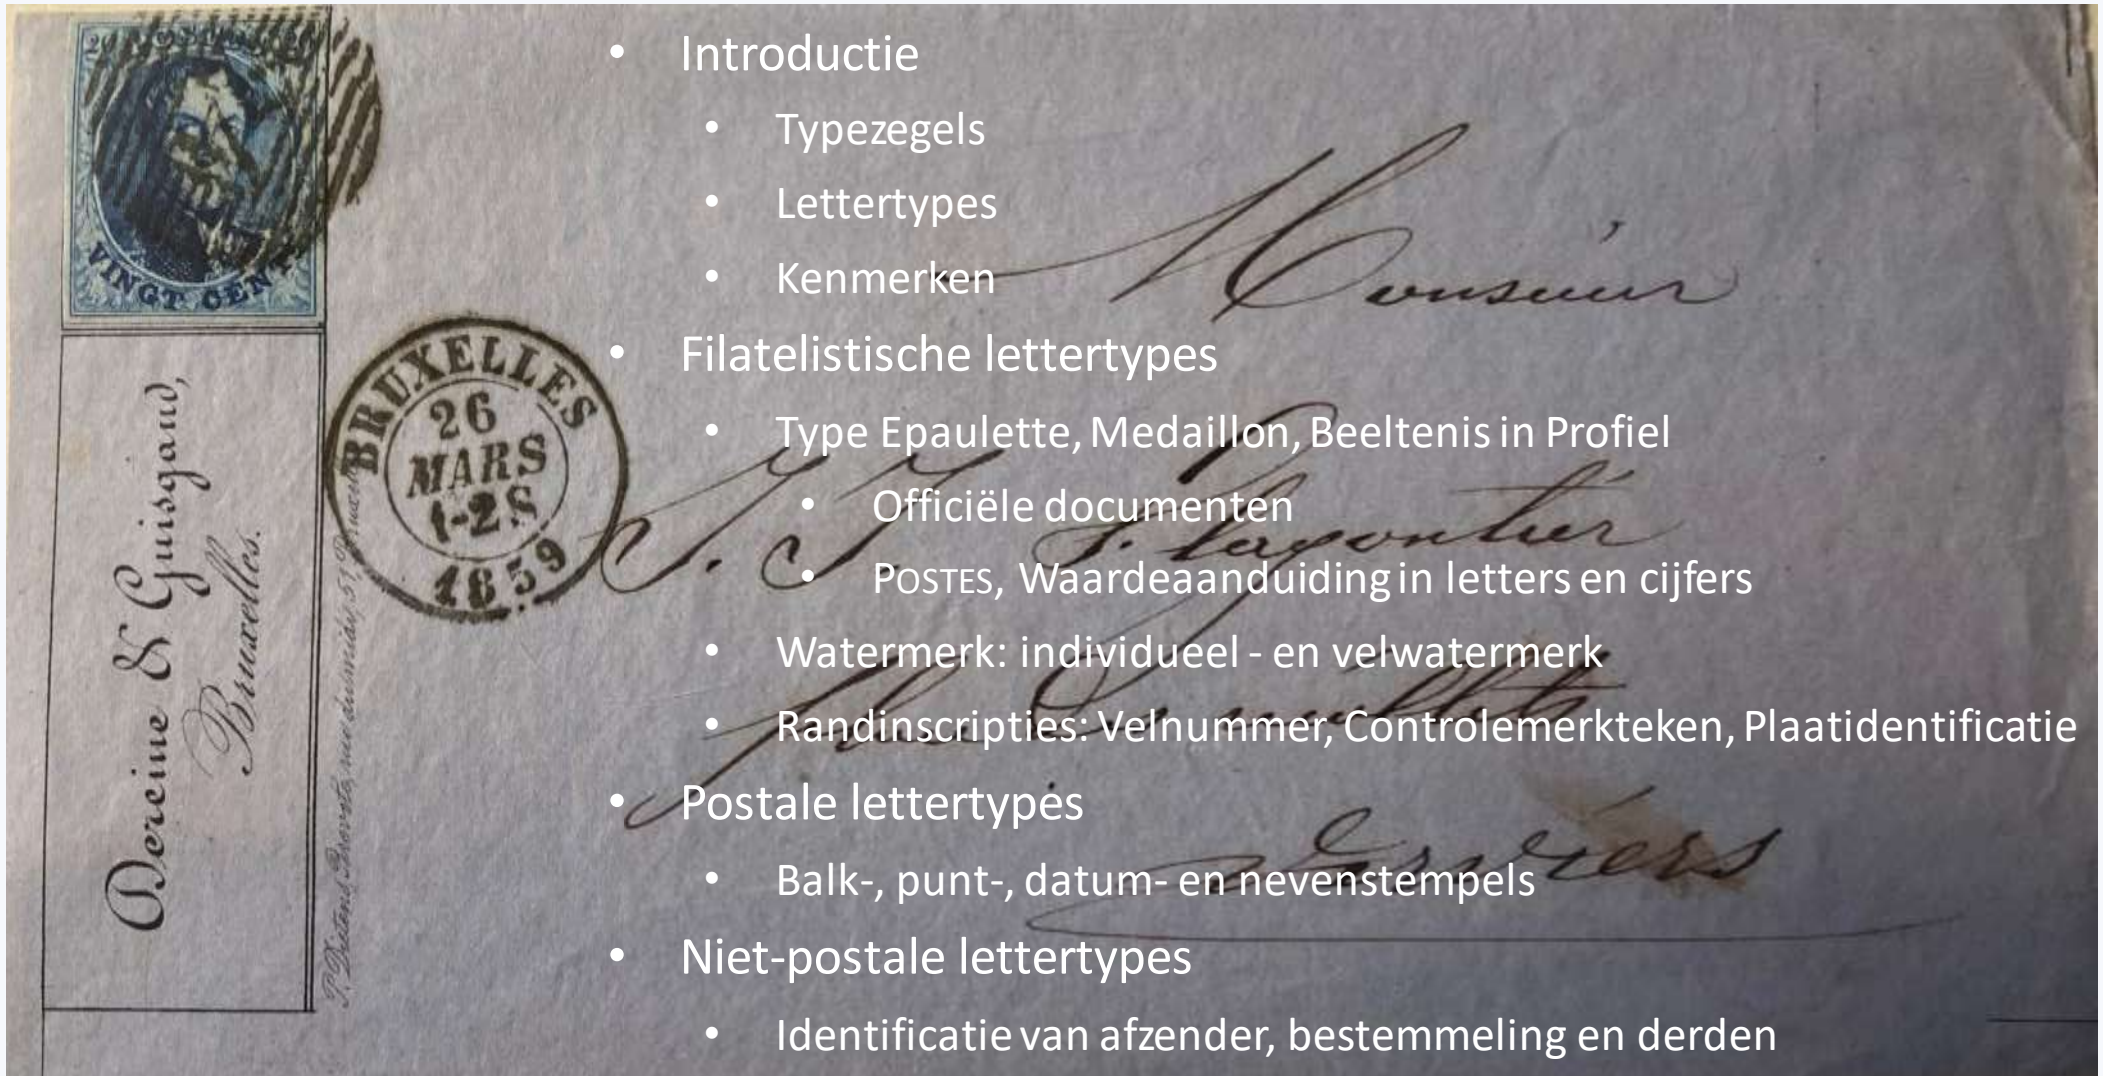 Introductie
Typezegels
Lettertypes
Kenmerken
Filatelistische lettertypes
Type Epaulette, Medaillon, Beeltenis in Profiel
Officiële documenten
POSTES, Waardeaanduiding in letters en cijfers
Watermerk: individueel - en velwatermerk
Randinscripties: Velnummer, Controlemerkteken, Plaatidentificatie
Postale lettertypes
Balk-, punt-, datum- en nevenstempels
Niet-postale lettertypes
Identificatie van afzender, bestemmeling en derden
VINGT CEN
BRUXELLES
26
MARS
1-2S
1859
Dereine & Guisgand,
Bruxelles.
Monsieur
J. J.
Verviers